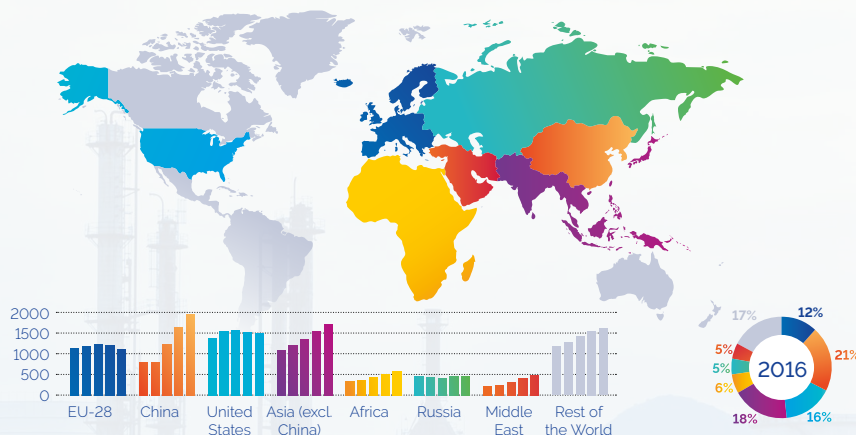 2000
1500
1000
500
0
EU-28
China
United
States
Asia (excl.
China)
Africa
Russia
Middle
East
Rest of
the World
17%
12%
5%
21%
5%
2016
6%
18%
16%